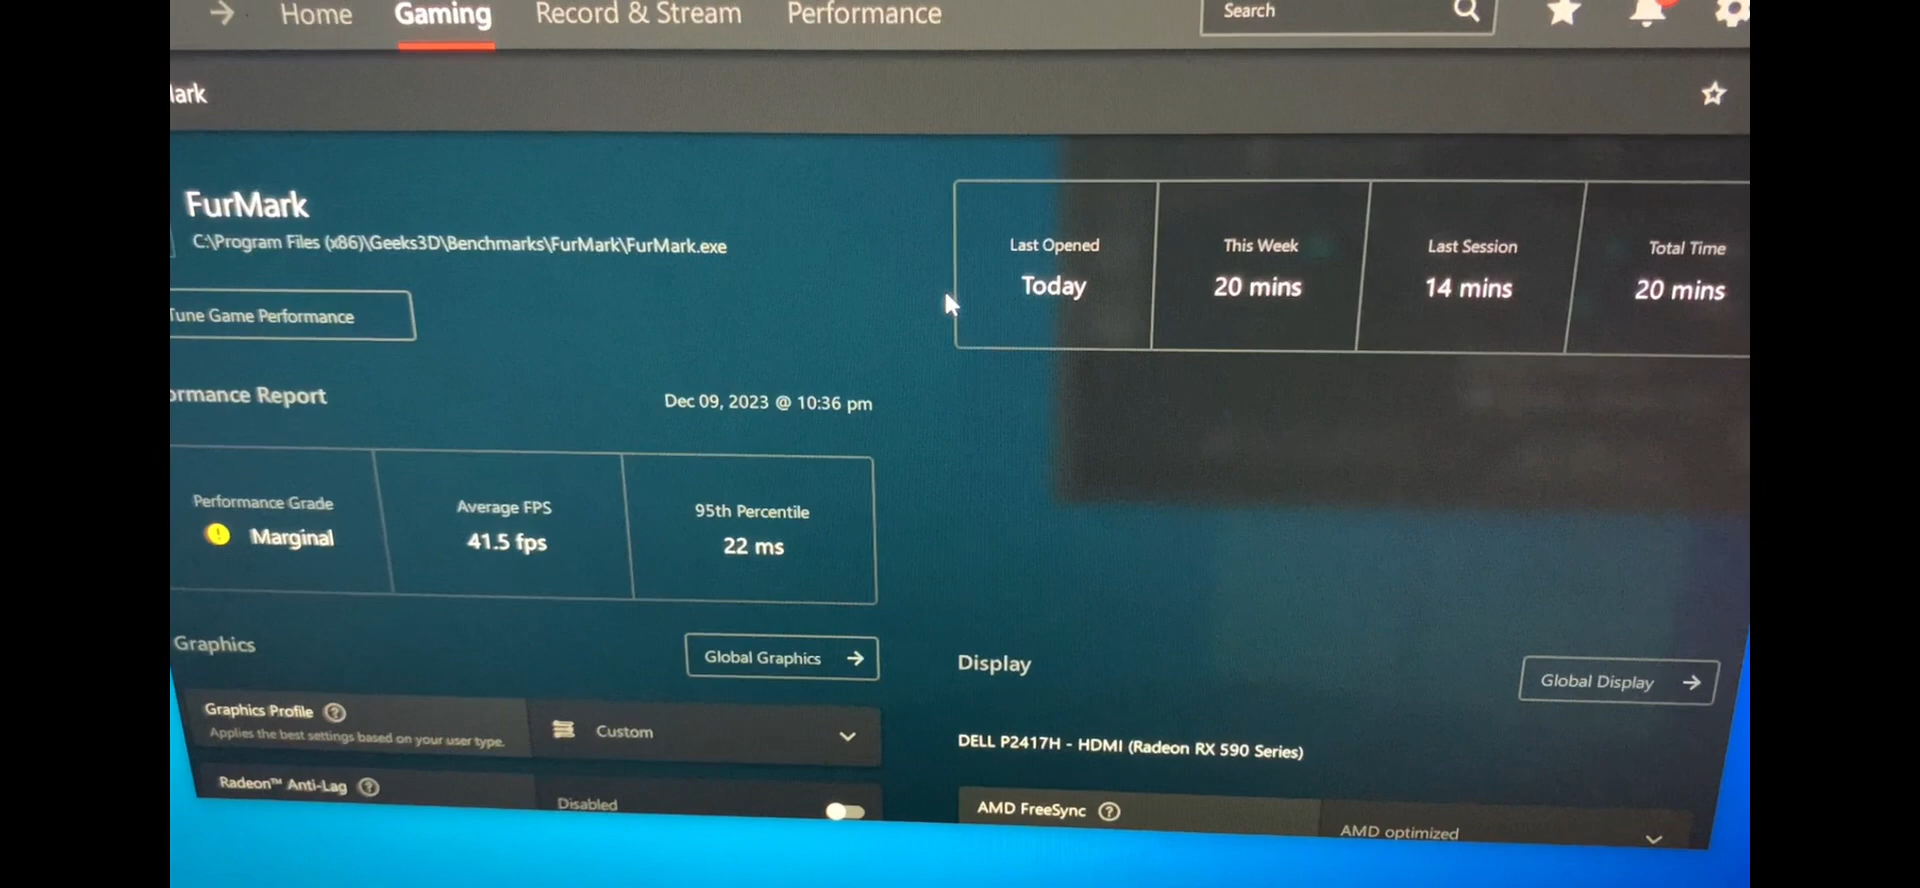 Home Gaming Record & Stream Performance Search
Mark
FurMark
C:\Program Files (x86)\Geeks3D\Benchmarks\FurMark\FurMark.exe
Last Opened
Today
This Week
20 mins
Last Session
14 mins
Total Time
20 mins
Tune Game Performance
ormance Report
Dec 09, 2023 @ 10:36 pm
Performance Grade
Marginal
Average FPS
41.5 fps
95th Percentile
22 ms
Graphics
Global Graphics
Graphics Profile
Applies the best settings based on your user type.
Custom
Radeon™ Anti-Lag
Disabled
Display
Global Display
DELL P2417H - HDMI (Radeon RX 590 Series)
AMD FreeSync
AMD optimized